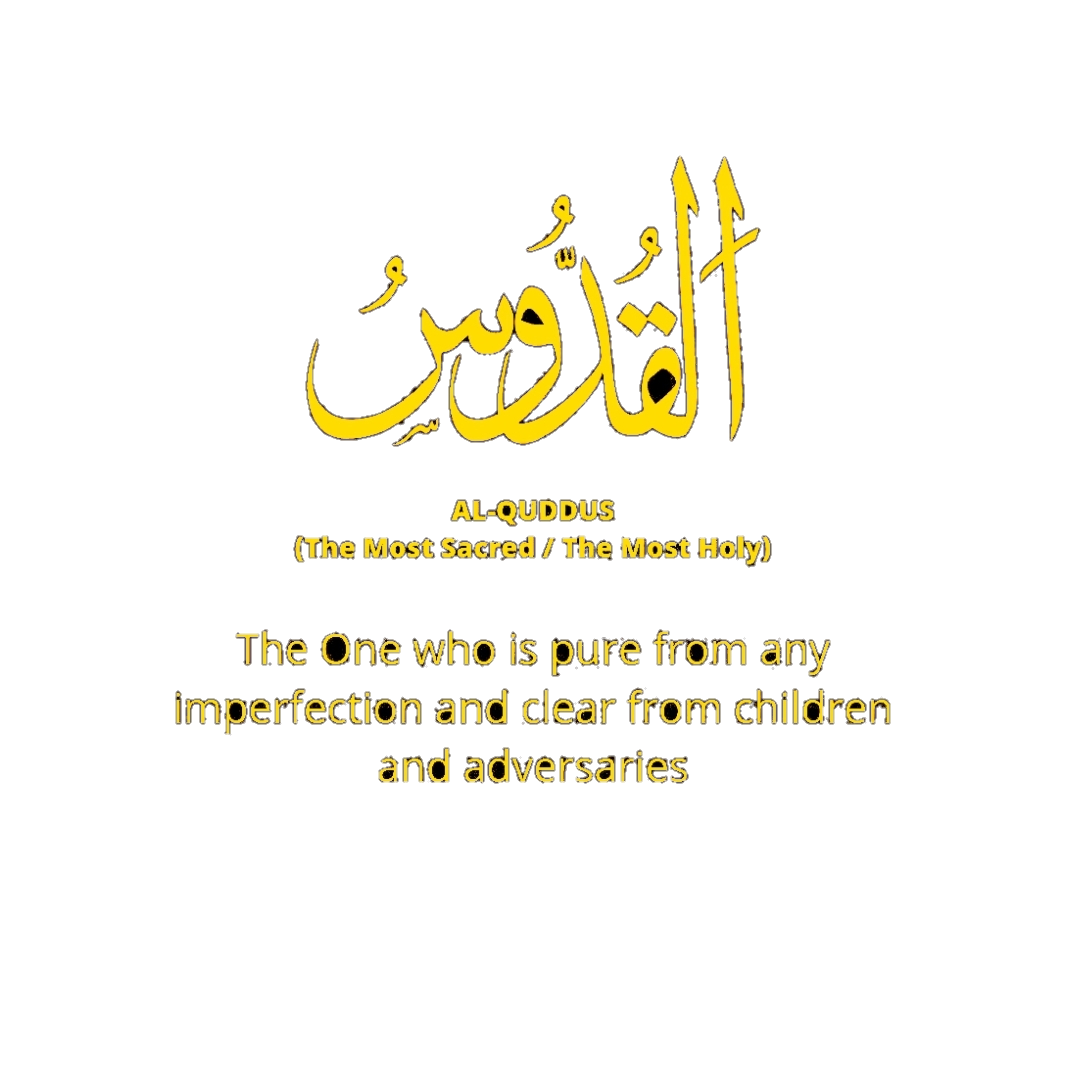 القُدُّوسُ
AL-QUDDUS
(The Most Sacred / The Most Holy)
The One who is pure from any
imperfection and clear from children
and adversaries